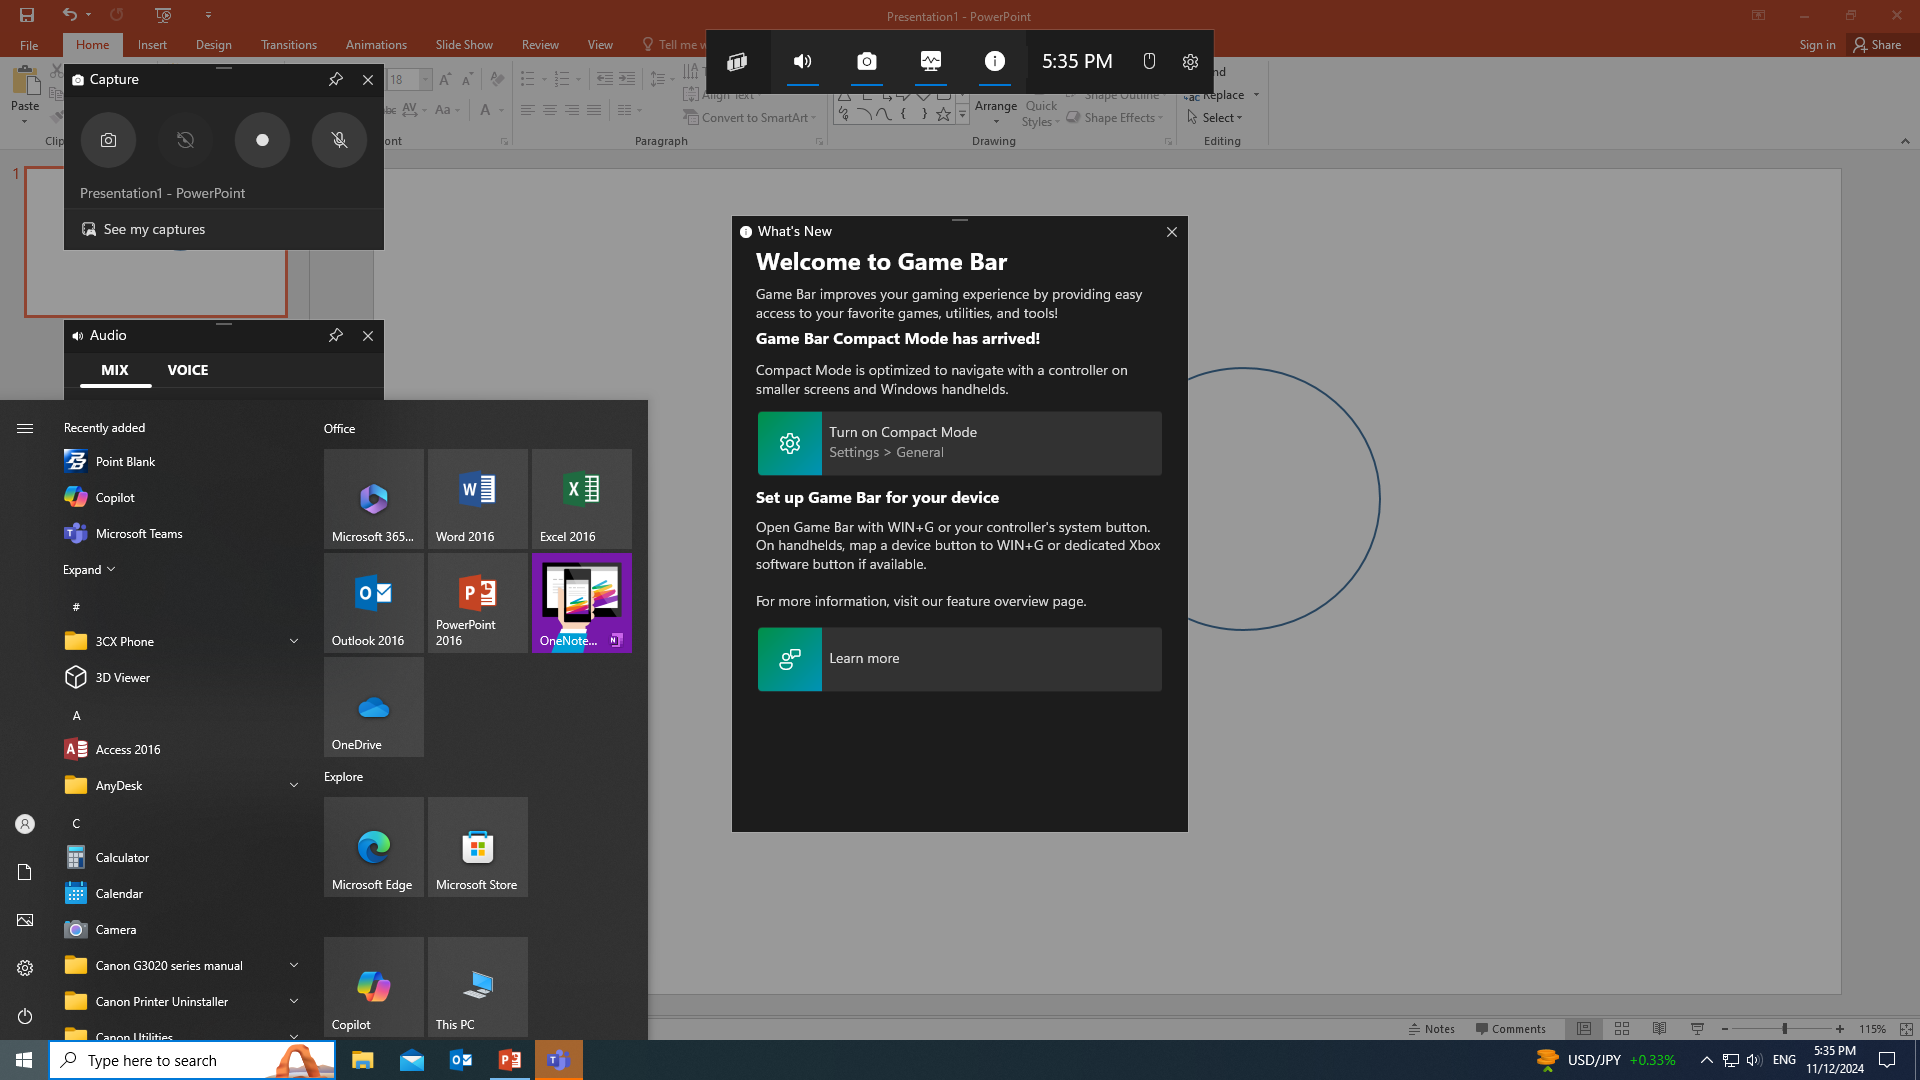 Presentation1 - PowerPoint
File
Home
Insert
Design
Transitions
Animations
Slide Show
Review
View
Tell me
Sign in
Share
5:35 PM
Paste
18
Aa
AV
Align Text
Convert to SmartArt
Paragraph
Arrange
Quick
Styles
Shape Outline
Shape Effects
Drawing
Replace
Select
Editing
Capture
Presentation1 - PowerPoint
See my captures
1
Audio
MIX
VOICE
What's New
Welcome to Game Bar
Game Bar improves your gaming experience by providing easy
access to your favorite games, utilities, and tools!
Game Bar Compact Mode has arrived!
Compact Mode is optimized to navigate with a controller on
smaller screens and Windows handhelds.
Turn on Compact Mode
Settings > General
Set up Game Bar for your device
Open Game Bar with WIN+G or your controller's system button.
On handhelds, map a device button to WIN+G or dedicated Xbox
software button if available.
For more information, visit our feature overview page.
Learn more
Recently added
Point Blank
Copilot
Microsoft Teams
Expand
#
3CX Phone
3D Viewer
A
Access 2016
AnyDesk
C
Calculator
Calendar
Camera
Canon G3020 series manual
Canon Printer Uninstaller
Canon Utilities
Office
Microsoft 365...
Word 2016
Excel 2016
Outlook 2016
PowerPoint
2016
OneNote...
OneDrive
Explore
Microsoft Edge
Microsoft Store
Copilot
This PC
Notes
Comments
115%
Type here to search
USD/JPY +0.33%
ENG
5:35 PM
11/12/2024